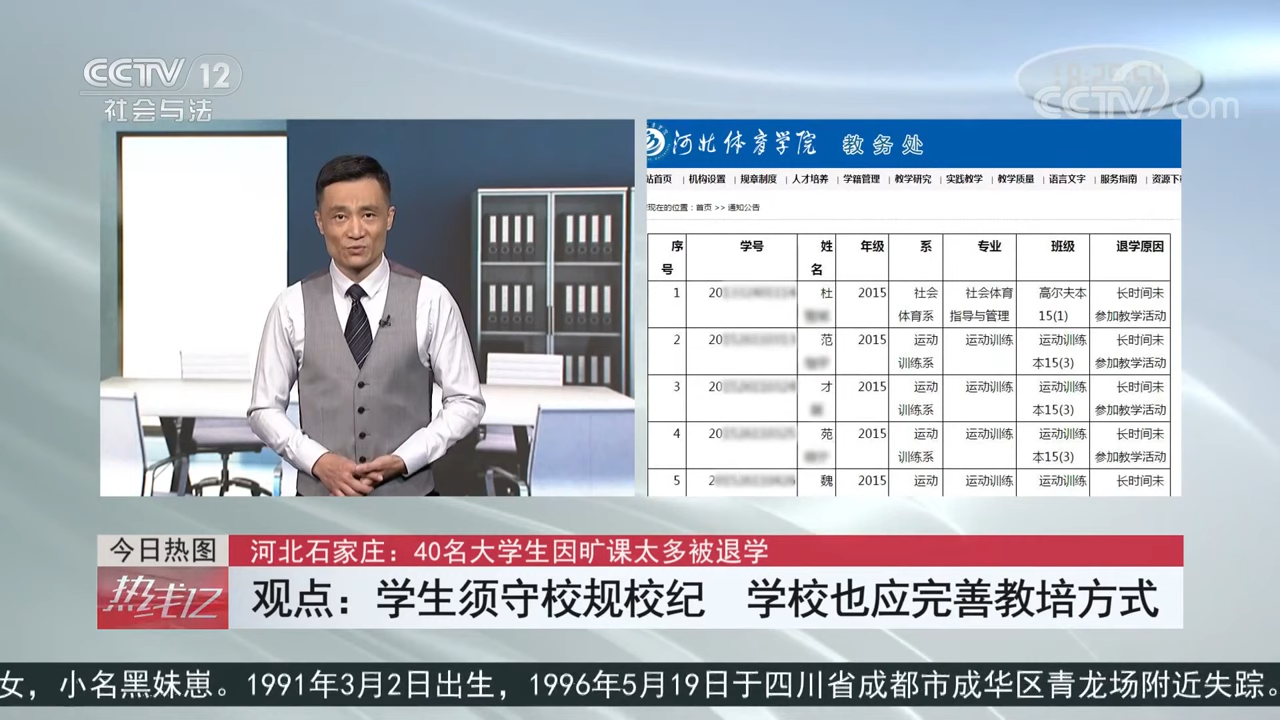 CCTV 12
社会与法
CCTV.com
河北体育学院 教务处
站首页 | 机构设置 | 规章制度 | 人才培养 | 学籍管理 | 教学研究 | 实践教学 | 教学质量 | 语言文字 | 服务指南 | 资源下
现在的位置：首页 >> 通知公告
序号 学号 姓名 年级 系 专业 班级 退学原因
1 20 杜 2015 社会体育系 社会体育指导与管理 高尔夫本15(1) 长时间未参加教学活动
2 20 范 2015 运动训练系 运动训练 运动训练本15(3) 长时间未参加教学活动
3 20 才 2015 运动训练系 运动训练 运动训练本15(3) 长时间未参加教学活动
4 20 苑 2015 运动训练系 运动训练 运动训练本15(3) 长时间未参加教学活动
5 2 魏 2015 运动 运动训练 运动训练 长时间未
今日热图
河北石家庄：40名大学生因旷课太多被退学
热线12
观点：学生须守校规校纪 学校也应完善教培方式
女，小名黑妹崽。1991年3月2日出生，1996年5月19日于四川省成都市成华区青龙场附近失踪。